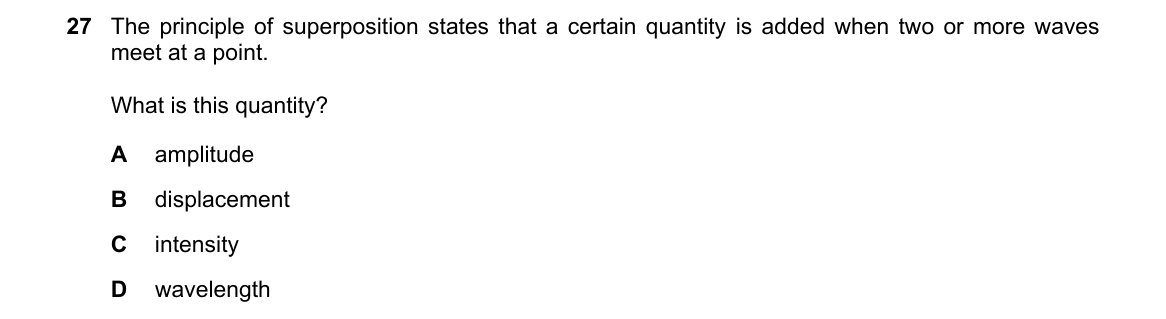 27 The principle of superposition states that a certain quantity is added when two or more waves
meet at a point.
What is this quantity?
A amplitude
B displacement
C intensity
D wavelength